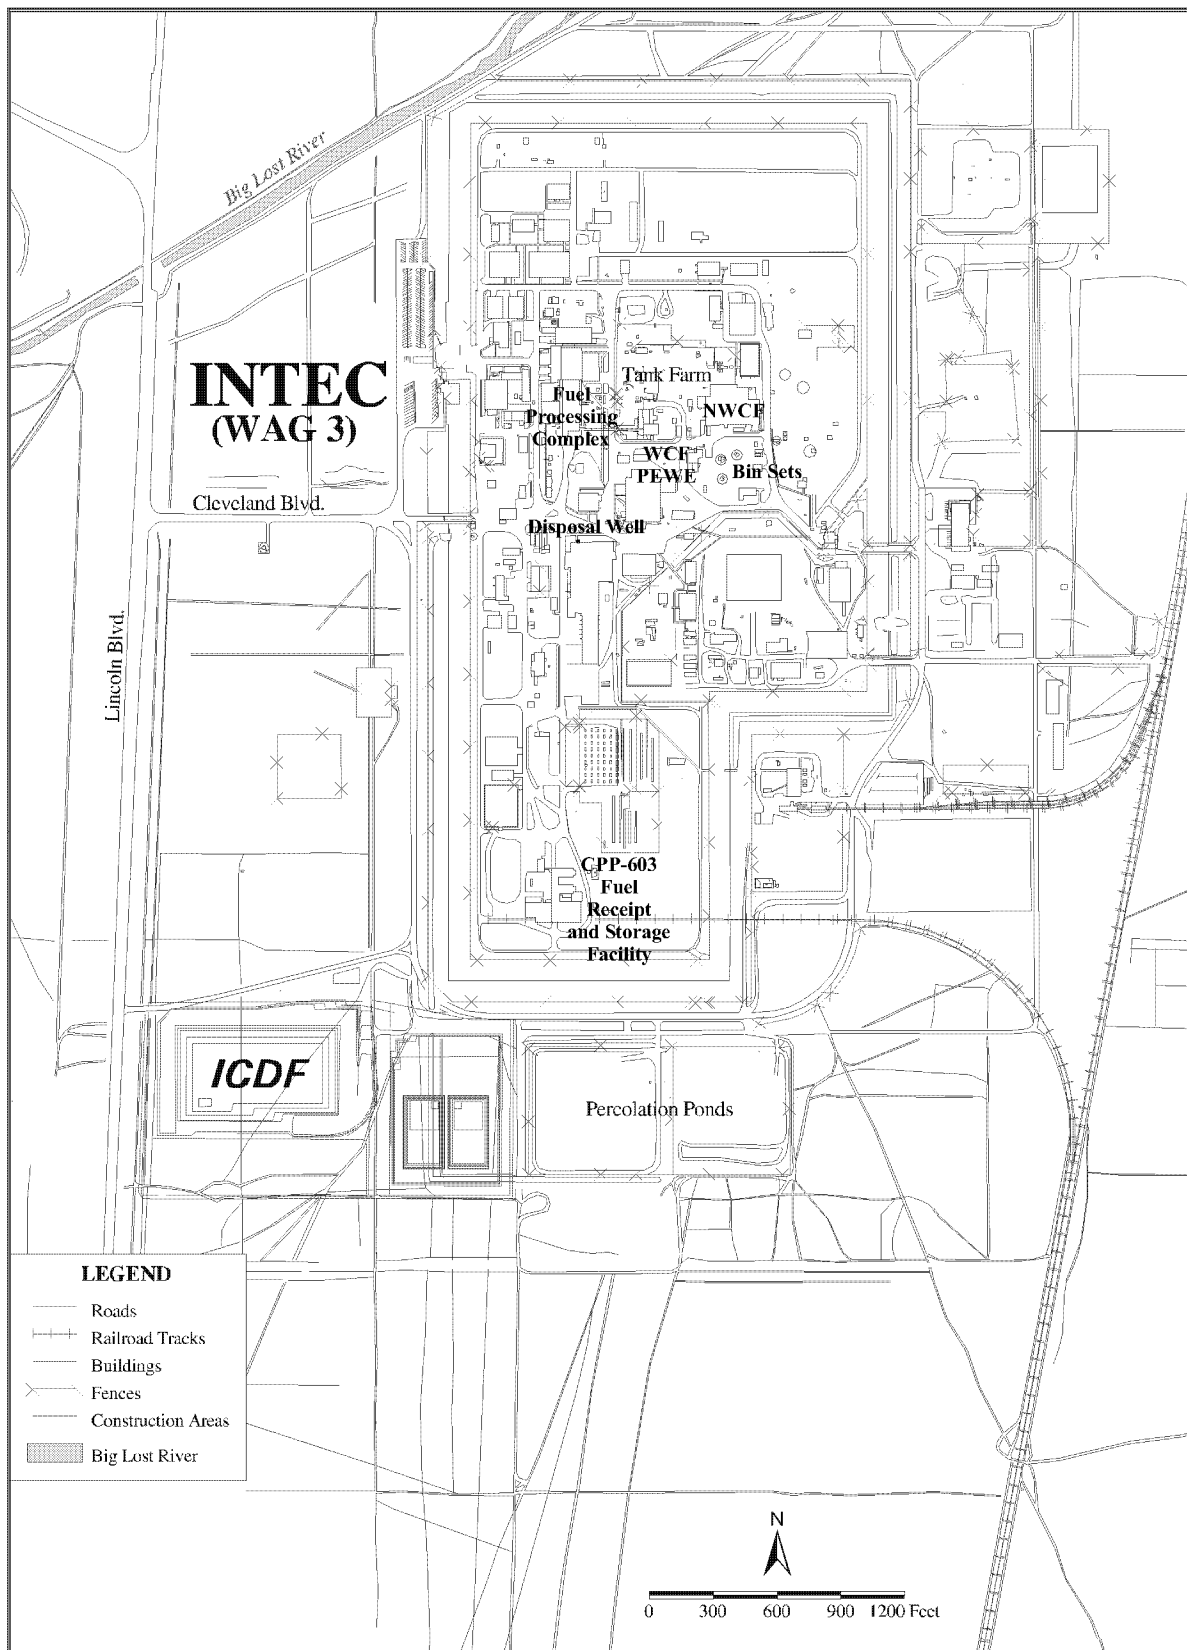 Big Lost River
INTEC
(WAG 3)
Tank Farm
Fuel
Processing
Complex
NWCF
WCF
PEWE
Bin Sets
Cleveland Blvd.
Disposal Well
Lincoln Blvd.
CPP-603
Fuel
Receipt
and Storage
Facility
ICDF
Percolation Ponds
LEGEND
Roads
Railroad Tracks
Buildings
Fences
Construction Areas
Big Lost River
N
0 300 600 900 1200 Feet